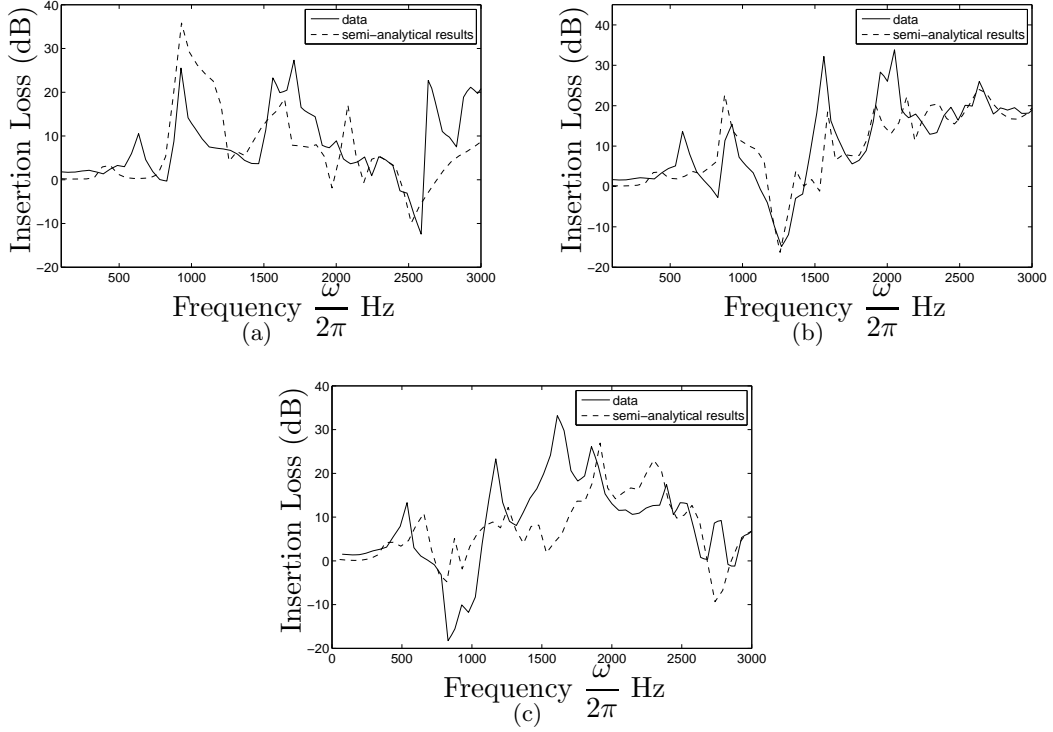 40
30
20
10
0
−10
−20
Insertion Loss (dB)
data
semi−analytical results
500 1000 1500 2000 2500 3000
Frequency ω/2π Hz
(a)
40
30
20
10
0
−10
−20
Insertion Loss (dB)
data
semi−analytical results
500 1000 1500 2000 2500 3000
Frequency ω/2π Hz
(b)
40
30
20
10
0
−10
−20
Insertion Loss (dB)
data
semi−analytical results
0 500 1000 1500 2000 2500 3000
Frequency ω/2π Hz
(c)